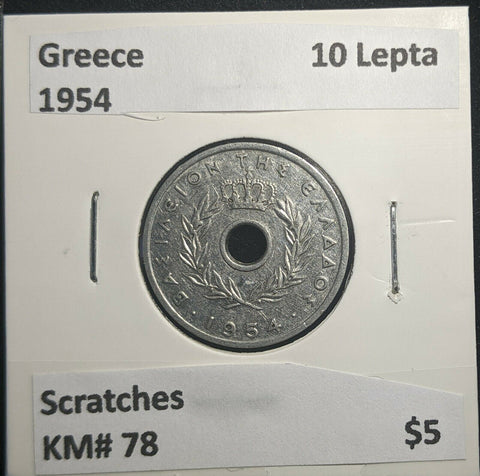 Greece 10 Lepta
1954
ΒΑΣΙΛΕΙΟΝ ΤΗΣ ΕΛΛΑΔΟΣ
· 1954 ·
Scratches
KM# 78 $5